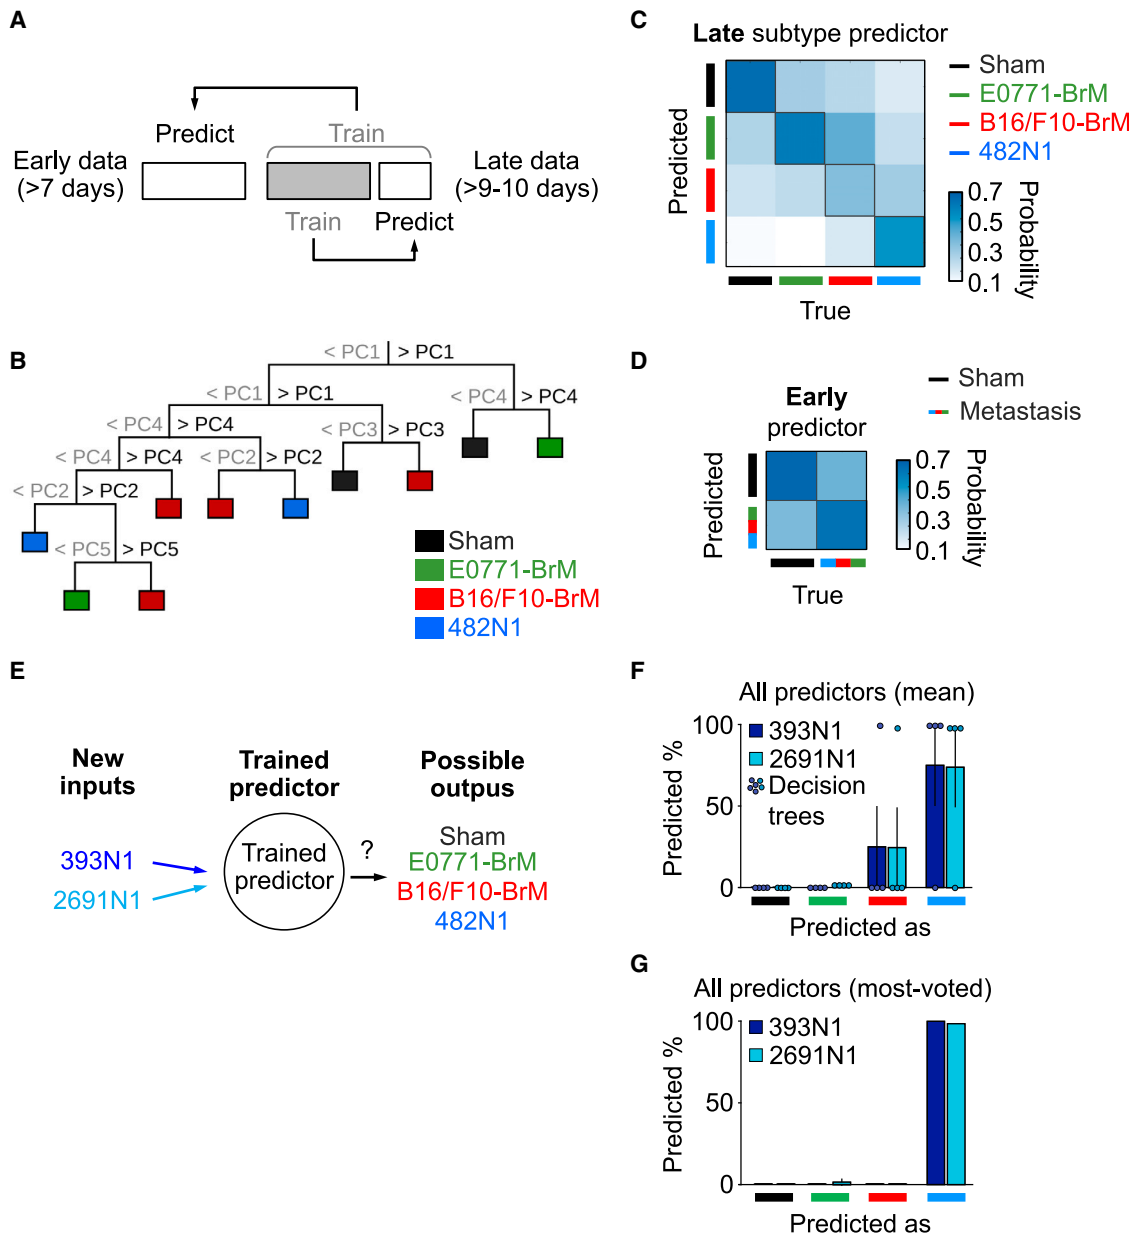 A
Predict
Train
Early data
(>7 days)
Late data
(>9-10 days)
Train
Predict
B
< PC1
> PC1
< PC1
> PC1
< PC4
> PC4
< PC4
> PC4
< PC3
> PC3
< PC4
> PC4
< PC2
> PC2
< PC2
> PC2
< PC5
> PC5
Sham
E0771-BrM
B16/F10-BrM
482N1
C
Late subtype predictor
Predicted
True
Sham
E0771-BrM
B16/F10-BrM
482N1
0.7
0.5
0.3
0.1
Probability
D
Early
predictor
Predicted
True
Sham
Metastasis
0.7
0.5
0.3
0.1
Probability
E
New
inputs
393N1
2691N1
Trained
predictor
Trained
predictor
?
Possible
outpus
Sham
E0771-BrM
B16/F10-BrM
482N1
F
All predictors (mean)
Predicted %
100
50
0
393N1
2691N1
Decision
trees
Predicted as
G
All predictors (most-voted)
Predicted %
100
50
0
393N1
2691N1
Predicted as